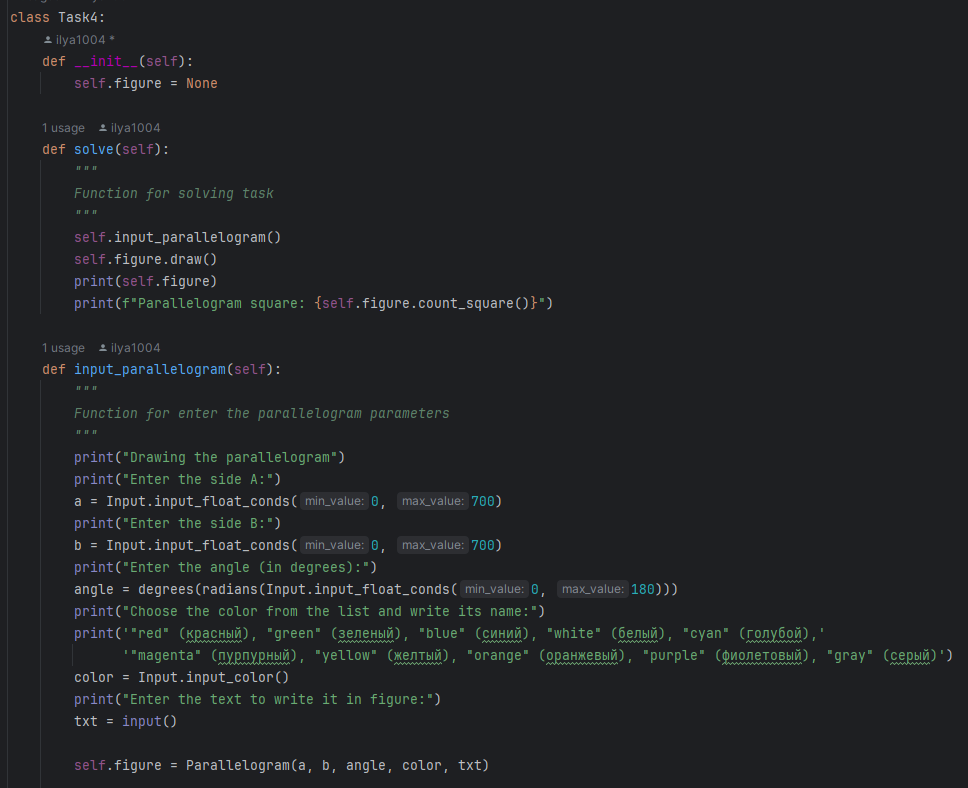 class Task4:
ilya1004 *
def __init__(self):
self.figure = None
1 usage ilya1004
def solve(self):
"""
Function for solving task
"""
self.input_parallelogram()
self.figure.draw()
print(self.figure)
print(f"Parallelogram square: {self.figure.count_square()}")
1 usage ilya1004
def input_parallelogram(self):
"""
Function for enter the parallelogram parameters
"""
print("Drawing the parallelogram")
print("Enter the side A:")
a = Input.input_float_conds( min_value: 0, max_value: 700)
print("Enter the side B:")
b = Input.input_float_conds( min_value: 0, max_value: 700)
print("Enter the angle (in degrees):")
angle = degrees(radians(Input.input_float_conds( min_value: 0, max_value: 180)))
print("Choose the color from the list and write its name:")
print('"red" (красный), "green" (зеленый), "blue" (синий), "white" (белый), "cyan" (голубой),'
'"magenta" (пурпурный), "yellow" (желтый), "orange" (оранжевый), "purple" (фиолетовый), "gray" (серый)')
color = Input.input_color()
print("Enter the text to write it in figure:")
txt = input()
self.figure = Parallelogram(a, b, angle, color, txt)